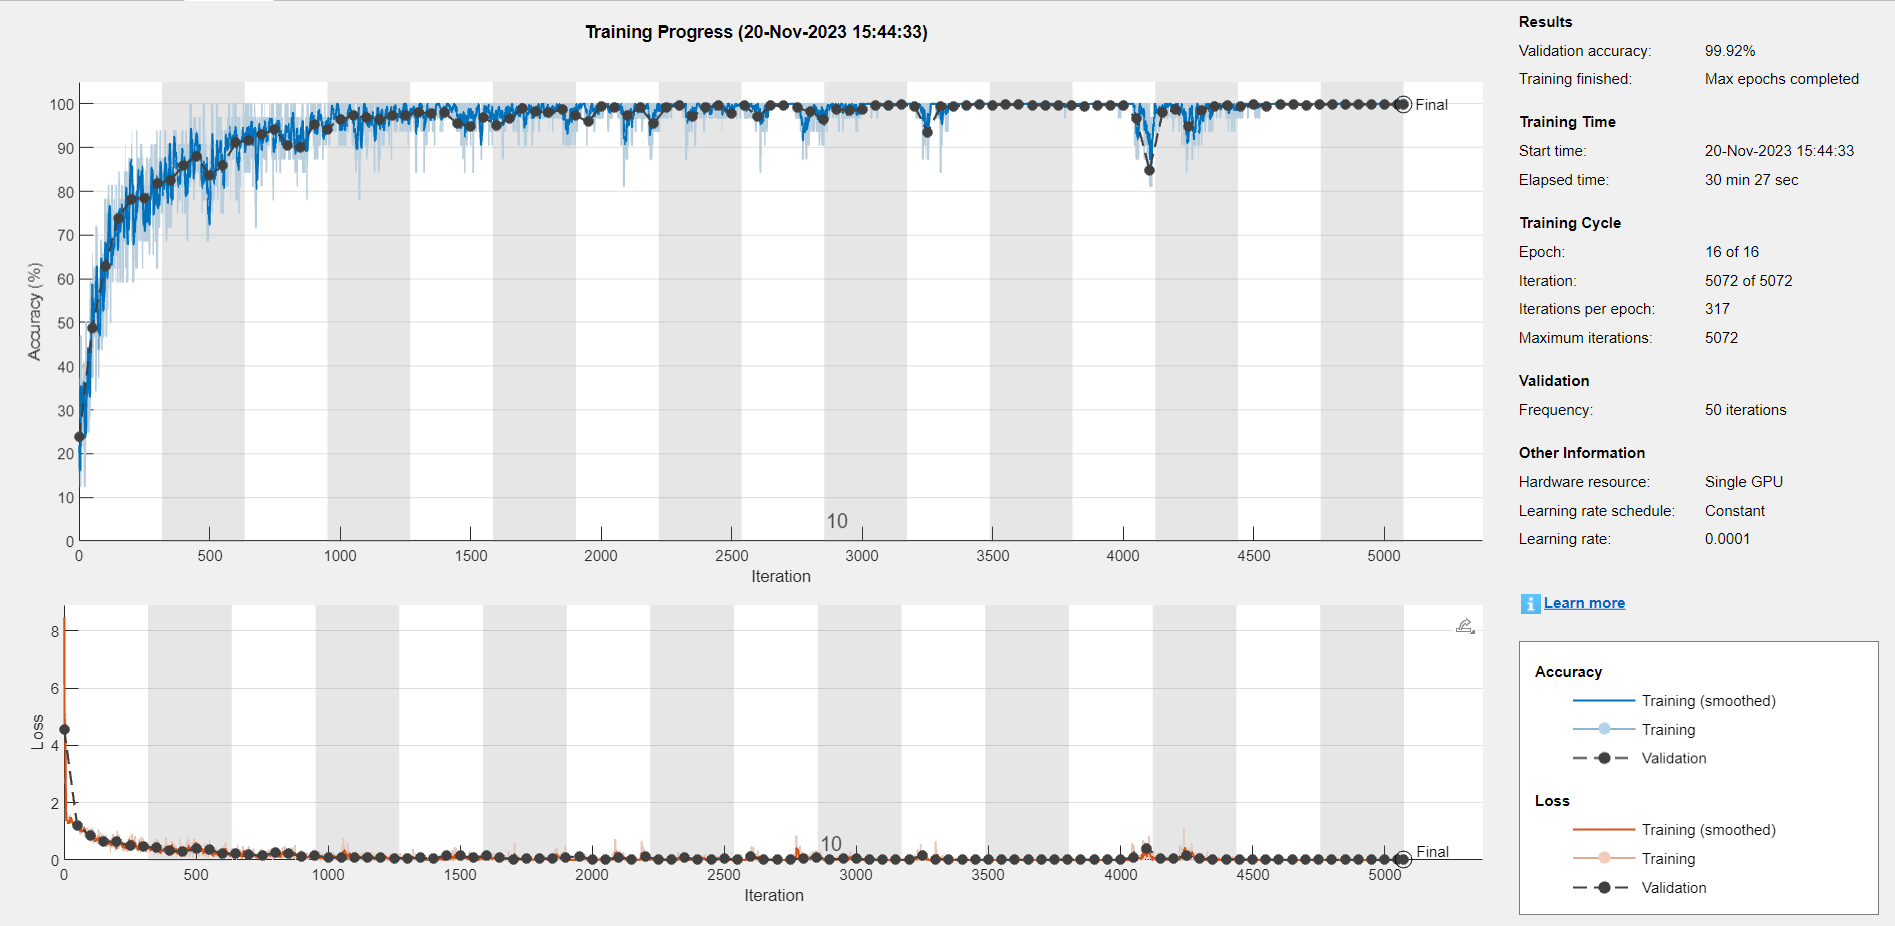 Training Progress (20-Nov-2023 15:44:33)
Accuracy (%)
100
90
80
70
60
50
40
30
20
10
0
Final
10
0 500 1000 1500 2000 2500 3000 3500 4000 4500 5000
Iteration
Loss
8
6
4
2
0
10
Final
0 500 1000 1500 2000 2500 3000 3500 4000 4500 5000
Iteration
Results
Validation accuracy: 99.92%
Training finished: Max epochs completed
Training Time
Start time: 20-Nov-2023 15:44:33
Elapsed time: 30 min 27 sec
Training Cycle
Epoch: 16 of 16
Iteration: 5072 of 5072
Iterations per epoch: 317
Maximum iterations: 5072
Validation
Frequency: 50 iterations
Other Information
Hardware resource: Single GPU
Learning rate schedule: Constant
Learning rate: 0.0001
i Learn more
Accuracy
Training (smoothed)
Training
Validation
Loss
Training (smoothed)
Training
Validation